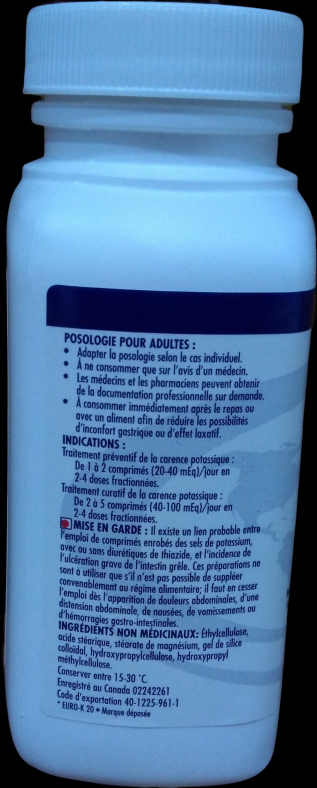 POSOLOGIE POUR ADULTES :
• Adapter la posologie selon le cas individuel.
• À ne consommer que sur l'avis d'un médecin.
• Les médecins et les pharmaciens peuvent obtenir
de la documentation professionnelle sur demande.
• À consommer immédiatement après le repas ou
avec un aliment afin de réduire les possibilités
d'inconfort gastrique ou d'effet laxatif.
INDICATIONS :
Traitement préventif de la carence potassique :
De 1 à 2 comprimés (20-40 mEq)/jour en
2-4 doses fractionnées.
Traitement curatif de la carence potassique :
De 2 à 5 comprimés (40-100 mEq)/jour en
2-4 doses fractionnées.
MISE EN GARDE : Il existe un lien probable entre
l'emploi de comprimés enrobés des sels de potassium,
avec ou sans diurétiques de thiazide, et l'incidence de
l'ulcération grave de l'intestin grêle. Ces préparations ne
sont à utiliser que s'il n'est pas possible de suppléer
convenablement au régime alimentaire; il faut en cesser
l'emploi dès l'apparition de douleurs abdominales, d'une
distension abdominale, de nausées, de vomissements ou
d'hémorragies gastro-intestinales.
INGRÉDIENTS NON MÉDICINAUX: Éthylcellulose,
acide stéarique, stéarate de magnésium, gel de silice
colloïdal, hydroxypropylcellulose, hydroxypropyl
méthylcellulose.
Conserver entre 15-30 °C.
Enregistré au Canada 02242261
Code d'exportation 40-1225-961-1
* EURO-K 20 • Marque déposée